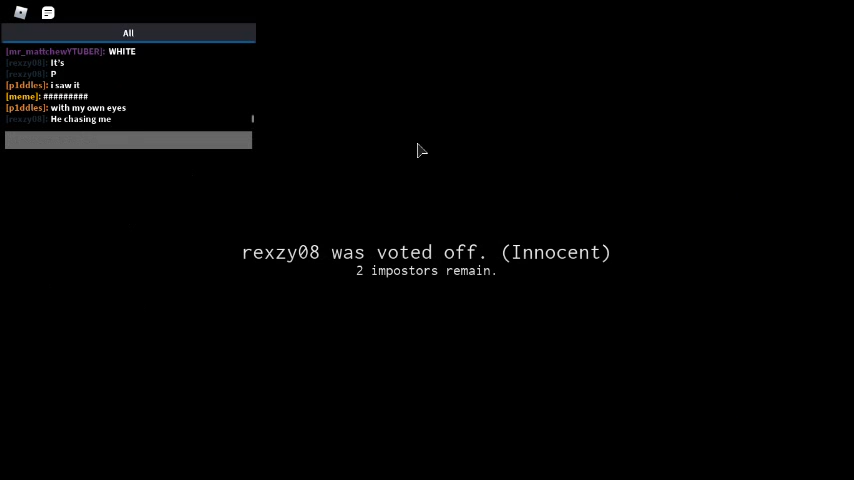 All
[mr_mattchewYTUBER]: WHITE
[rexzy08]: It's
[rexzy08]: P
[p1ddles]: i saw it
[meme]: #########
[p1ddles]: with my own eyes
[rexzy08]: He chasing me
rexzy08 was voted off. (Innocent)
2 impostors remain.